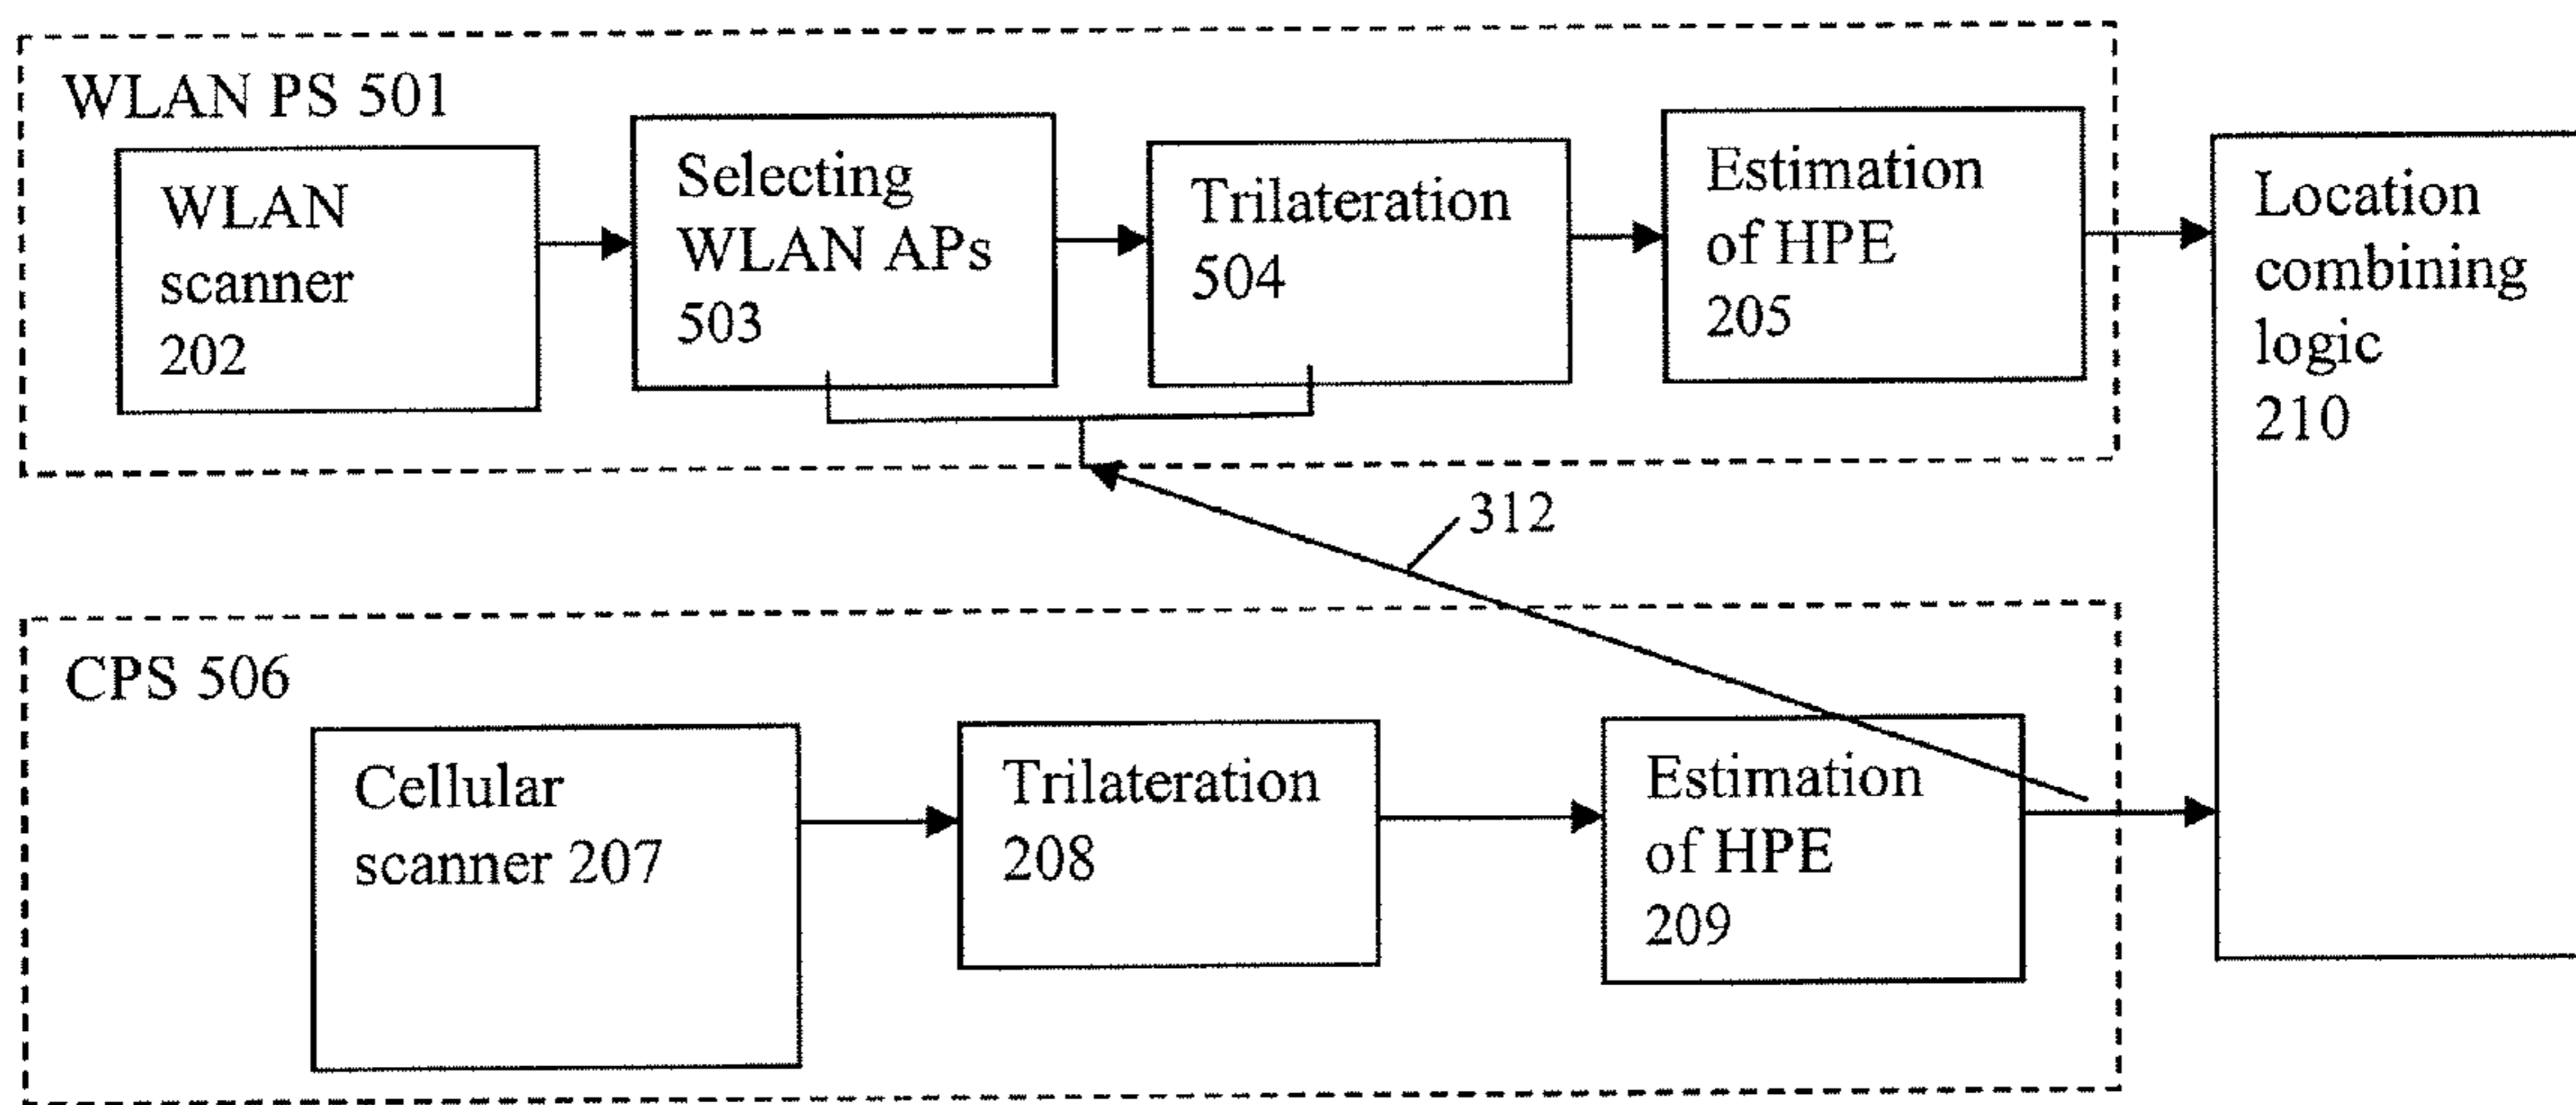 WLAN PS 501
WLAN
scanner
202
Selecting
WLAN APs
503
Trilateration
504
Estimation
of HPE
205
Location
combining
logic
210
312
CPS 506
Cellular
scanner 207
Trilateration
208
Estimation
of HPE
209